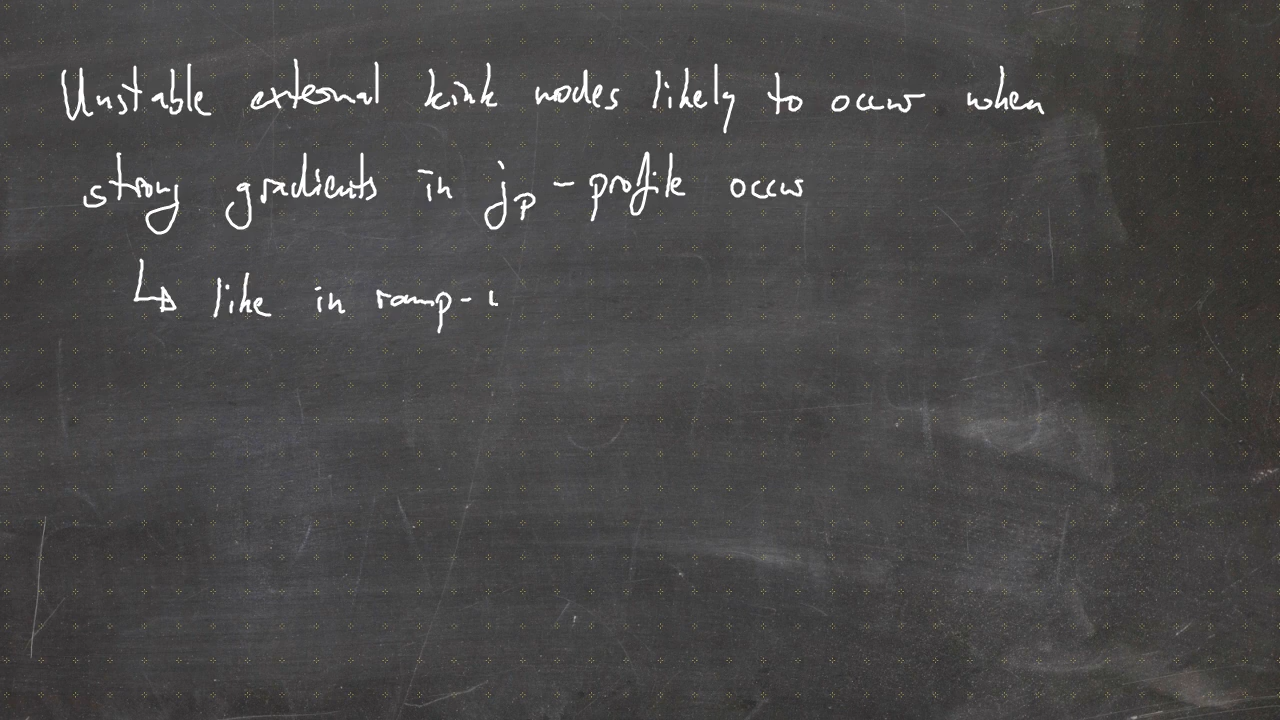 Unstable external kink modes likely to occur when
strong gradients in jp-profile occur
↳ like in ramp-